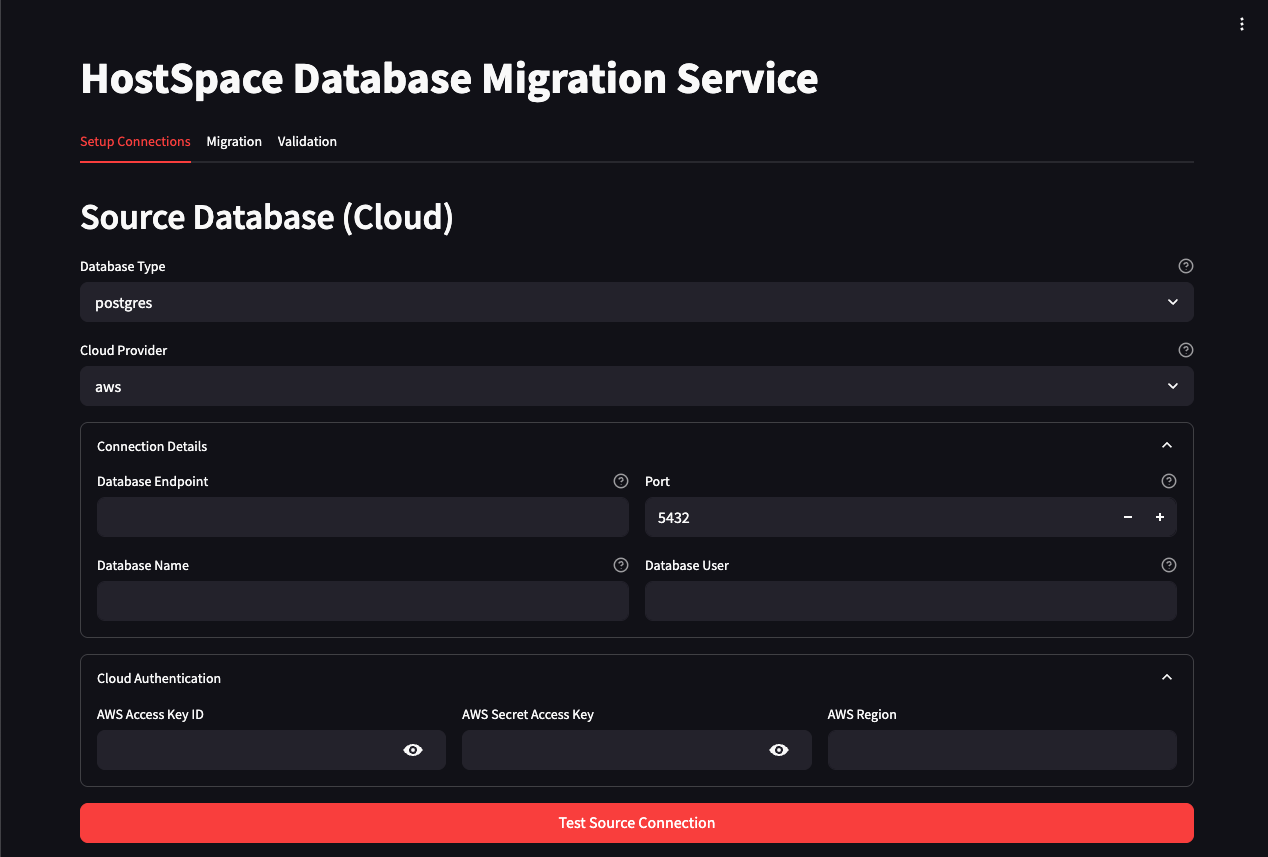 HostSpace Database Migration Service
Setup Connections Migration Validation
Source Database (Cloud)
Database Type
postgres
Cloud Provider
aws
Connection Details
Database Endpoint Port
5432
Database Name Database User
Cloud Authentication
AWS Access Key ID AWS Secret Access Key AWS Region
Test Source Connection